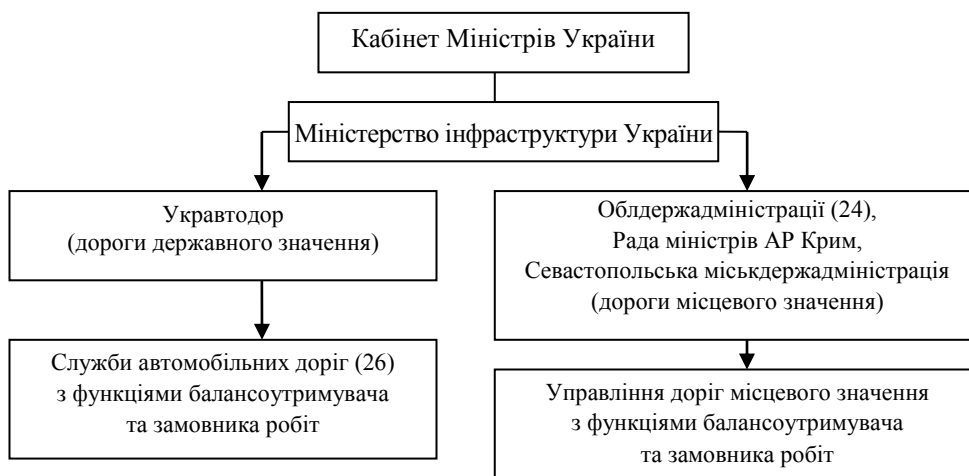 Кабінет Міністрів України
Міністерство інфраструктури України
Укравтодор
(дороги державного значення)
Облдержадміністрації (24),
Рада міністрів АР Крим,
Севастопольська міськдержадміністрація
(дороги місцевого значення)
Служби автомобільних доріг (26)
з функціями балансоутримувача
та замовника робіт
Управління доріг місцевого значення
з функціями балансоутримувача
та замовника робіт